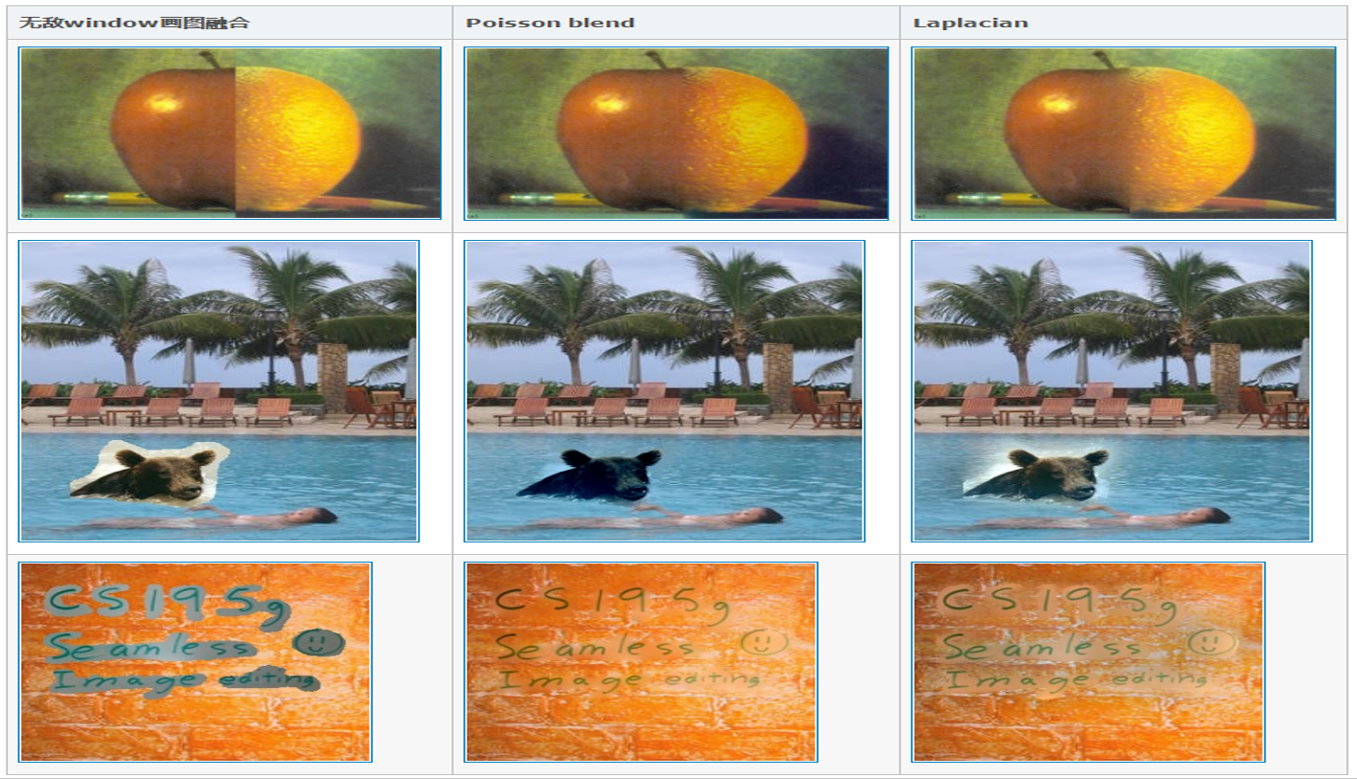 无敌window画图融合
Poisson blend
Laplacian
CS195g
Seamless
Image editing
CS195g
Seamless
Image editing
CS195g
Seamless
Image editing